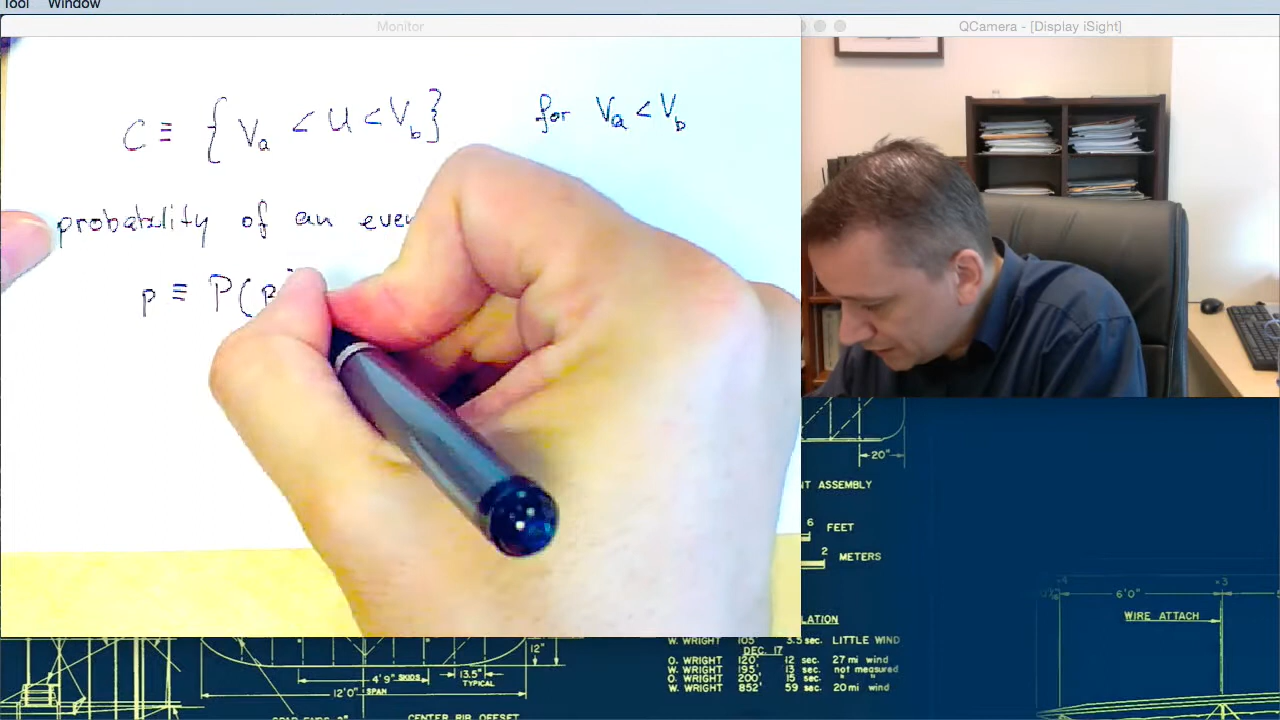 Tool Window
Monitor
QCamera - [Display iSight]
C ≡ { Va < U < Vb } for Va < Vb
probability of an even
p ≡ P(B
20"
NT ASSEMBLY
6 FEET
2 METERS
LATION
W. WRIGHT 105' 3.5 sec. LITTLE WIND
DEC. 17
O. WRIGHT 120' 12 sec. 27 mi wind
W. WRIGHT 195' 13 sec. not measured
O. WRIGHT 200' 15 sec. " "
W. WRIGHT 852' 59 sec. 20 mi wind
6'0"
+3
WIRE ATTACH
12"
4'9" SKIDS
13.5"
TYPICAL
12'0" SPAN
CENTER RIB OFFSET